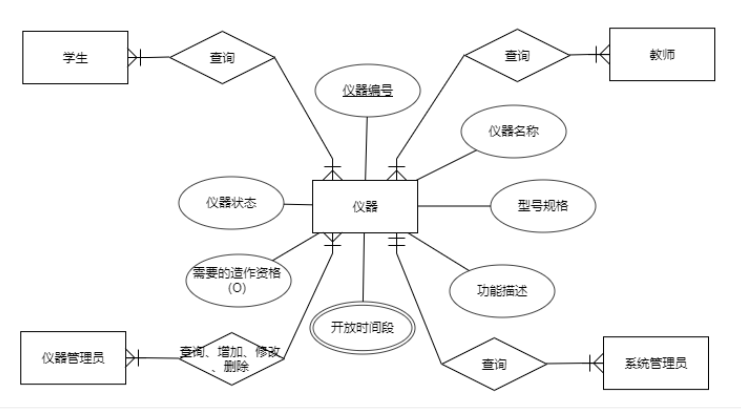 学生
查询
查询
教师
仪器编号
仪器名称
仪器状态
仪器
型号规格
需要的造作资格
(O)
功能描述
开放时间段
仪器管理员
查询、增加、修改
、删除
查询
系统管理员